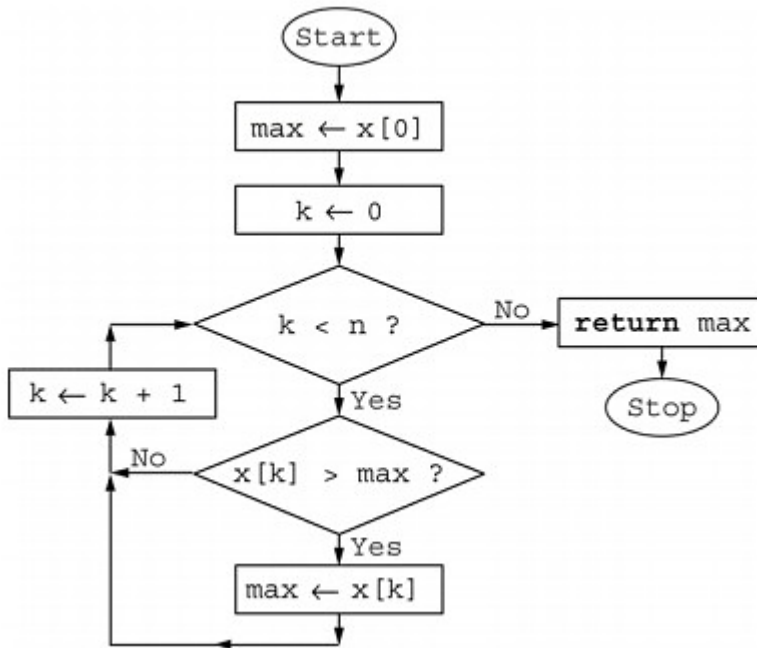 Start
max ← x[0]
k ← 0
k < n ?
No
return max
Stop
k ← k + 1
Yes
x[k] > max ?
No
Yes
max ← x[k]